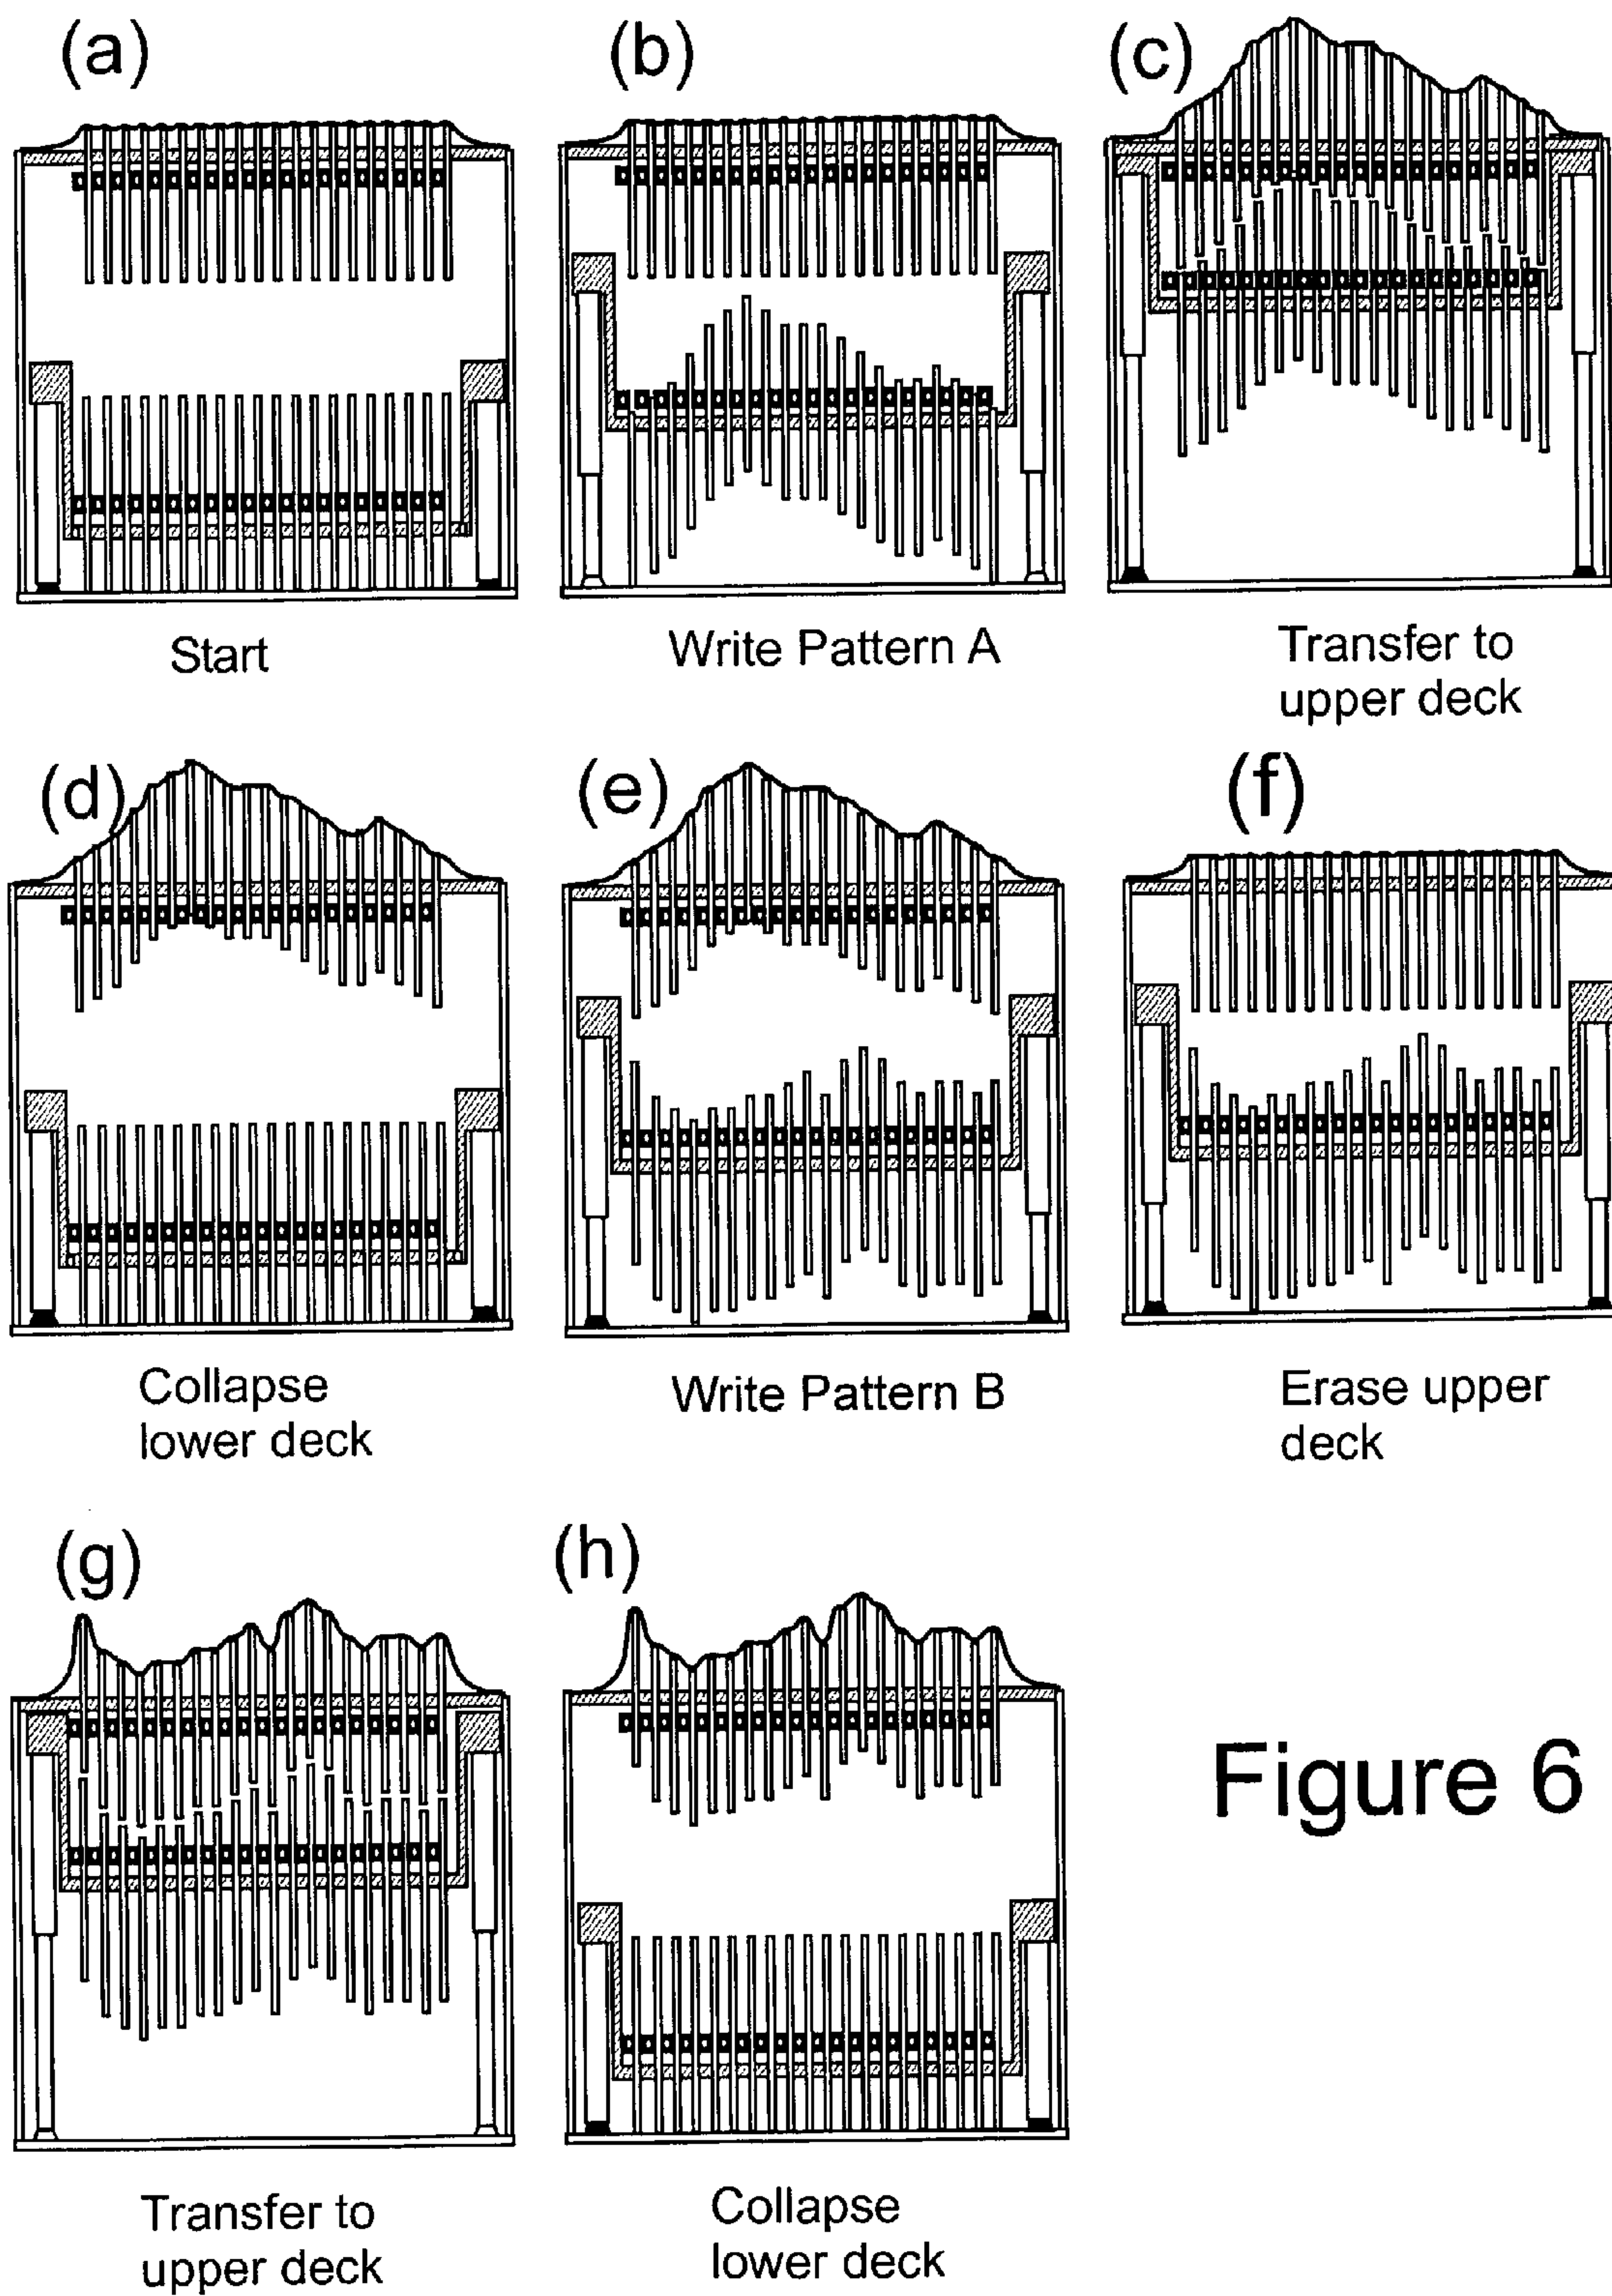 (a)
(b)
(c)
Start
Write Pattern A
Transfer to
upper deck
(d)
(e)
(f)
Collapse
lower deck
Write Pattern B
Erase upper
deck
(g)
(h)
Figure 6
Transfer to
upper deck
Collapse
lower deck